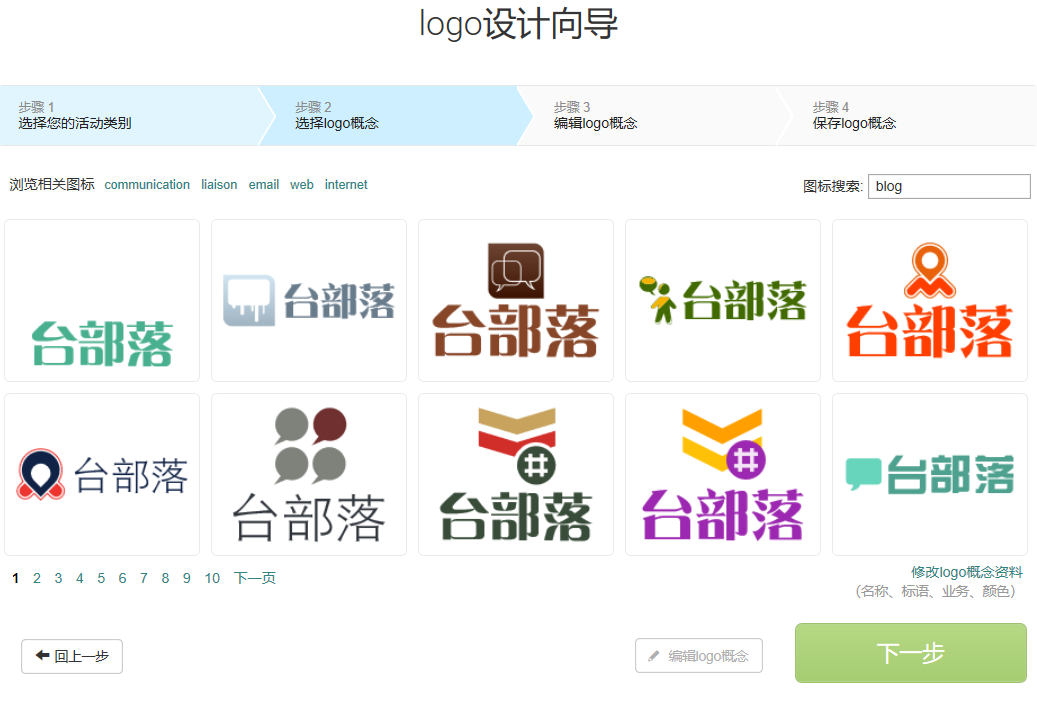 logo设计向导
步骤 1
选择您的活动类别
步骤 2
选择logo概念
步骤 3
编辑logo概念
步骤 4
保存logo概念
浏览相关图标 communication liaison email web internet
图标搜索: blog
台部落
台部落
台部落
台部落
台部落
台部落
台部落
台部落
台部落
台部落
1 2 3 4 5 6 7 8 9 10 下一页
修改logo概念资料
(名称、标语、业务、颜色)
回上一步
编辑logo概念
下一步